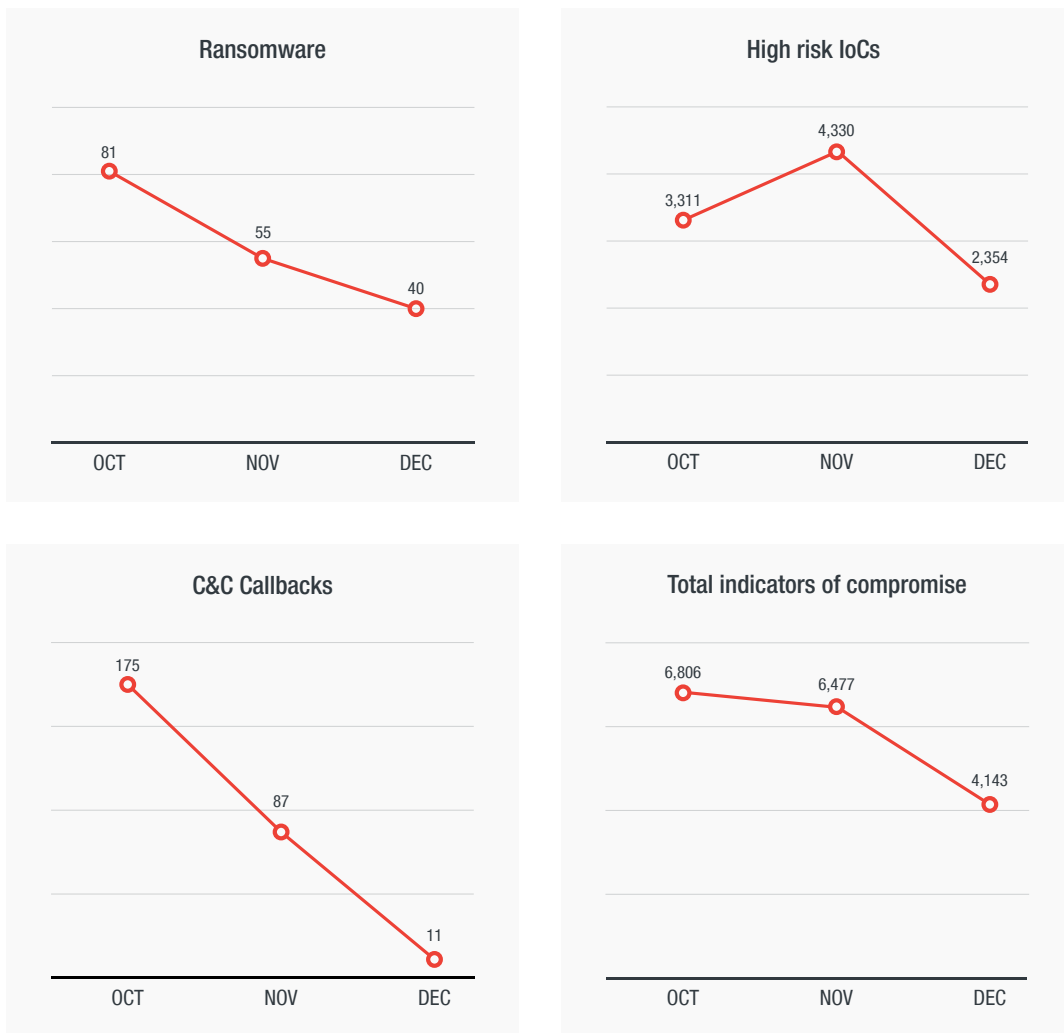 Ransomware
81
55
40
OCT NOV DEC
High risk IoCs
4,330
3,311
2,354
OCT NOV DEC
C&C Callbacks
175
87
11
OCT NOV DEC
Total indicators of compromise
6,806
6,477
4,143
OCT NOV DEC